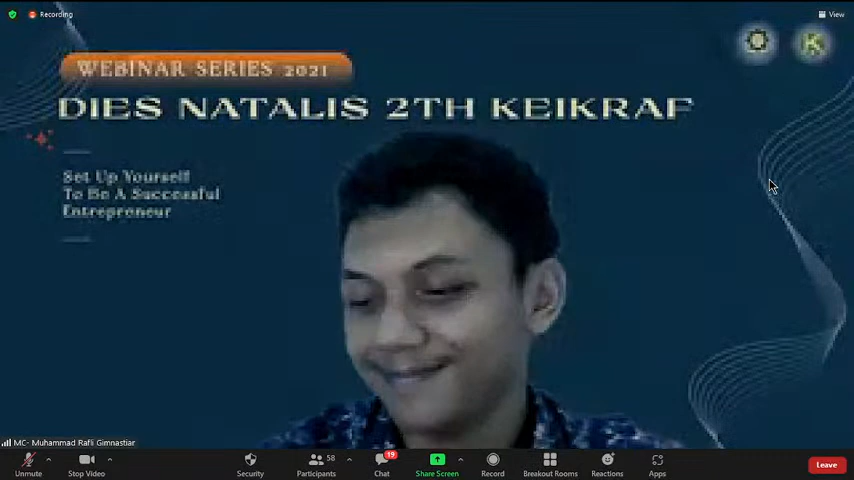 Recording
View
WEBINAR SERIES 2021
DIES NATALIS 2TH KEIKRAF
Set Up Yourself
To Be A Successful
Entrepreneur
MC- Muhammad Rafli Gimnastiar
Unmute
Stop Video
Security
58
Participants
19
Chat
Share Screen
Record
Breakout Rooms
Reactions
Apps
Leave